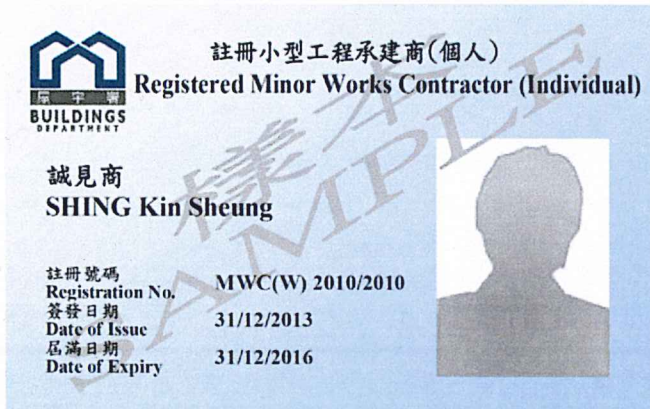 註冊小型工程承建商(個人)
Registered Minor Works Contractor (Individual)
屋宇署
BUILDINGS
DEPARTMENT
誠見商
SHING Kin Sheung
註冊號碼
Registration No.
MWC(W) 2010/2010
簽發日期
Date of Issue
31/12/2013
屆滿日期
Date of Expiry
31/12/2016
樣本
SAMPLE